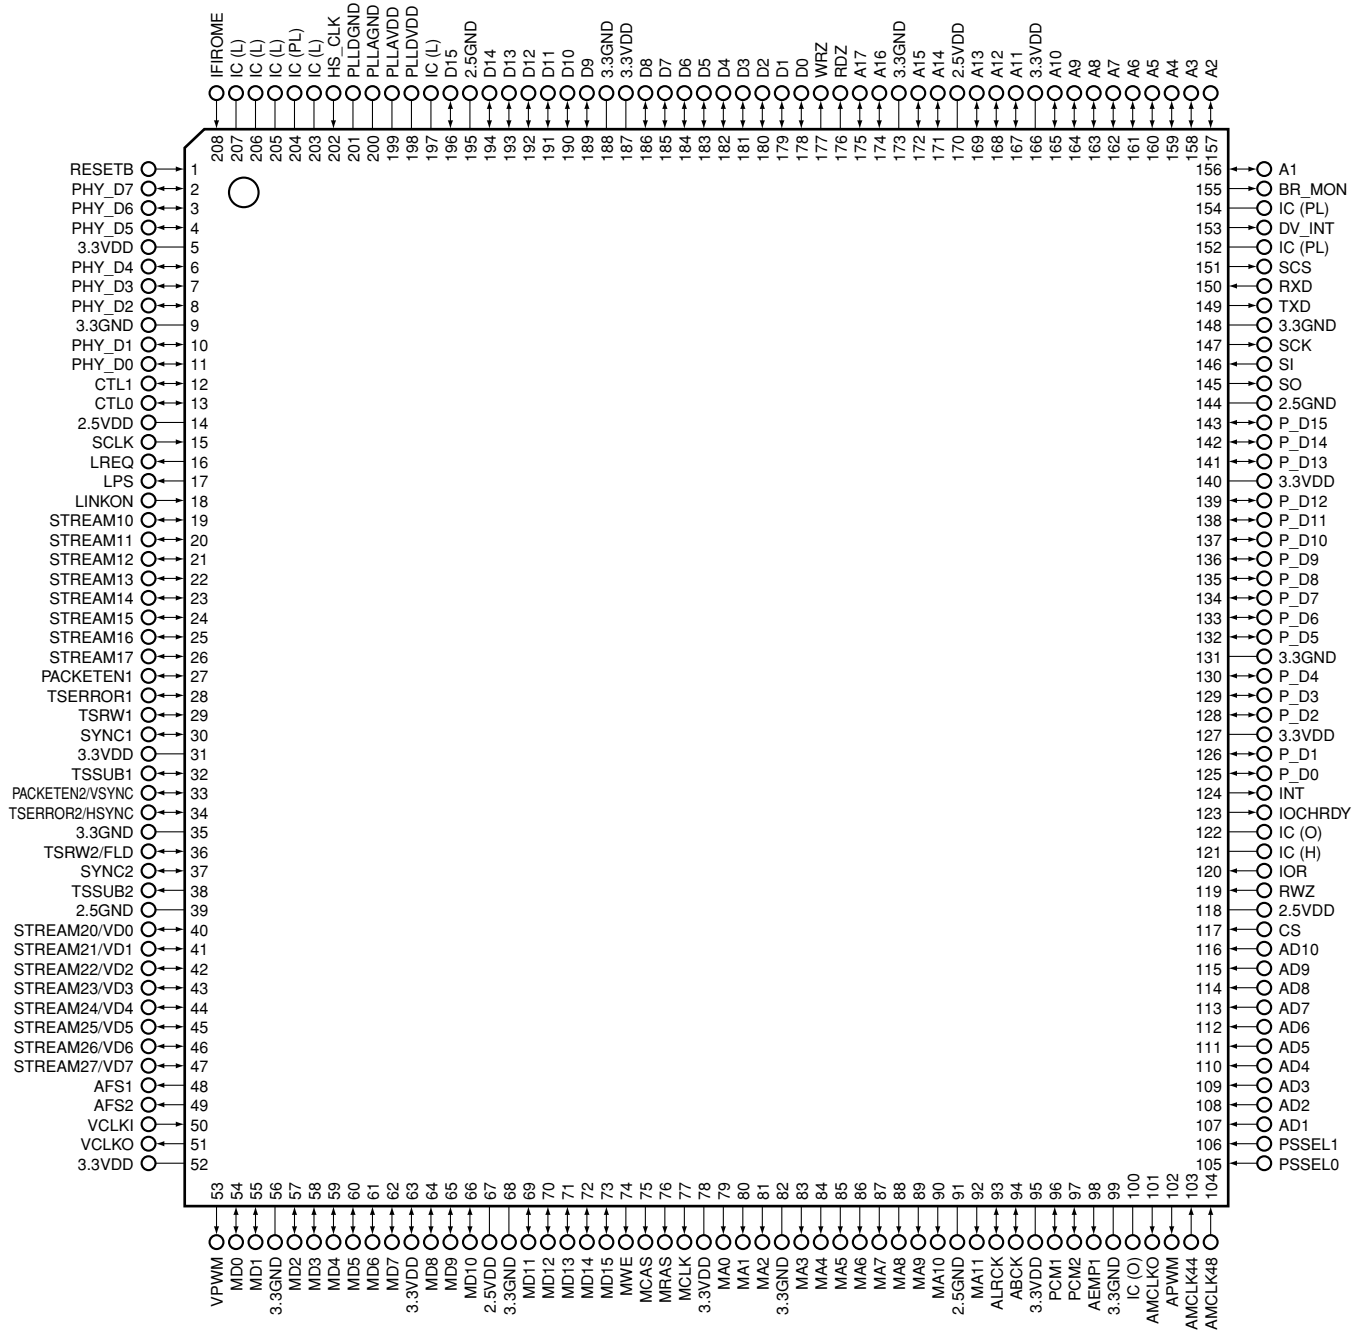 IFIROME IC (L) IC (L) IC (L) IC (PL) IC (L) HS_CLK PLLDGND PLLAGND PLLAVDD PLLDVDD IC (L) D15 2.5GND D14 D13 D12 D11 D10 D9 3.3GND 3.3VDD D8 D7 D6 D5 D4 D3 D2 D1 D0 WRZ RDZ A17 A16 3.3GND A15 A14 2.5VDD A13 A12 A11 3.3VDD A10 A9 A8 A7 A6 A5 A4 A3 A2
208 207 206 205 204 203 202 201 200 199 198 197 196 195 194 193 192 191 190 189 188 187 186 185 184 183 182 181 180 179 178 177 176 175 174 173 172 171 170 169 168 167 166 165 164 163 162 161 160 159 158 157
RESETB 1 156 A1
PHY_D7 2 155 BR_MON
PHY_D6 3 154 IC (PL)
PHY_D5 4 153 DV_INT
3.3VDD 5 152 IC (PL)
PHY_D4 6 151 SCS
PHY_D3 7 150 RXD
PHY_D2 8 149 TXD
3.3GND 9 148 3.3GND
PHY_D1 10 147 SCK
PHY_D0 11 146 SI
CTL1 12 145 SO
CTL0 13 144 2.5GND
2.5VDD 14 143 P_D15
SCLK 15 142 P_D14
LREQ 16 141 P_D13
LPS 17 140 3.3VDD
LINKON 18 139 P_D12
STREAM10 19 138 P_D11
STREAM11 20 137 P_D10
STREAM12 21 136 P_D9
STREAM13 22 135 P_D8
STREAM14 23 134 P_D7
STREAM15 24 133 P_D6
STREAM16 25 132 P_D5
STREAM17 26 131 3.3GND
PACKETEN1 27 130 P_D4
TSERROR1 28 129 P_D3
TSRW1 29 128 P_D2
SYNC1 30 127 3.3VDD
3.3VDD 31 126 P_D1
TSSUB1 32 125 P_D0
PACKETEN2/VSYNC 33 124 INT
TSERROR2/HSYNC 34 123 IOCHRDY
3.3GND 35 122 IC (O)
TSRW2/FLD 36 121 IC (H)
SYNC2 37 120 IOR
TSSUB2 38 119 RWZ
2.5GND 39 118 2.5VDD
STREAM20/VD0 40 117 CS
STREAM21/VD1 41 116 AD10
STREAM22/VD2 42 115 AD9
STREAM23/VD3 43 114 AD8
STREAM24/VD4 44 113 AD7
STREAM25/VD5 45 112 AD6
STREAM26/VD6 46 111 AD5
STREAM27/VD7 47 110 AD4
AFS1 48 109 AD3
AFS2 49 108 AD2
VCLKI 50 107 AD1
VCLKO 51 106 PSSEL1
3.3VDD 52 105 PSSEL0
53 54 55 56 57 58 59 60 61 62 63 64 65 66 67 68 69 70 71 72 73 74 75 76 77 78 79 80 81 82 83 84 85 86 87 88 89 90 91 92 93 94 95 96 97 98 99 100 101 102 103 104
VPWM MD0 MD1 3.3GND MD2 MD3 MD4 MD5 MD6 MD7 3.3VDD MD8 MD9 MD10 2.5VDD 3.3GND MD11 MD12 MD13 MD14 MD15 MWE MCAS MRAS MCLK 3.3VDD MA0 MA1 MA2 3.3GND MA3 MA4 MA5 MA6 MA7 MA8 MA9 MA10 2.5GND MA11 ALRCK ABCK 3.3VDD PCM1 PCM2 AEMP1 3.3GND IC (O) AMCLKO APWM AMCLK44 AMCLK48